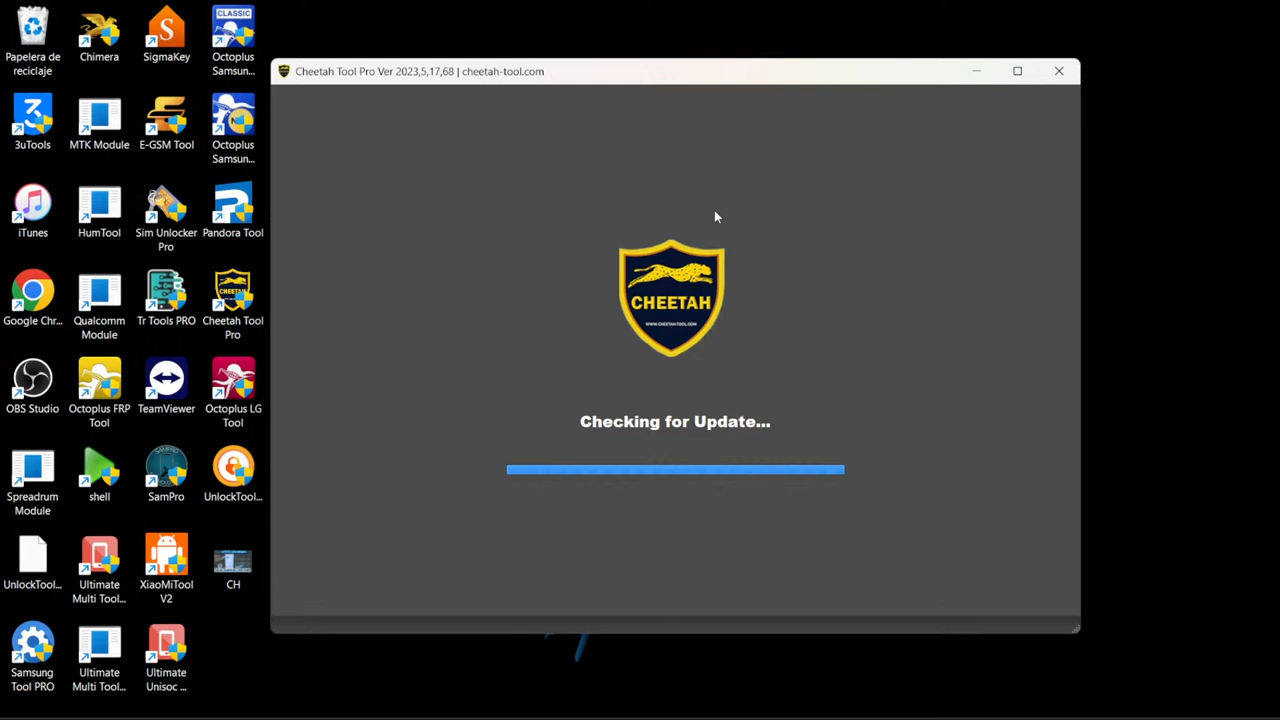 Papelera de
reciclaje
Chimera
SigmaKey
CLASSIC
Octoplus
Samsun...
3uTools
MTK Module
E-GSM Tool
Octoplus
Samsun...
iTunes
HumTool
Sim Unlocker
Pro
Pandora Tool
Google Chr...
Qualcomm
Module
Tr Tools PRO
Cheetah Tool
Pro
OBS Studio
Octoplus FRP
Tool
TeamViewer
Octoplus LG
Tool
Spreadrum
Module
shell
SamPro
UnlockTool...
UnlockTool...
Ultimate
Multi Tool...
XiaoMiTool
V2
CH
Samsung
Tool PRO
Ultimate
Multi Tool...
Ultimate
Unisoc ...
Cheetah Tool Pro Ver 2023,5,17,68 | cheetah-tool.com
CHEETAH
WWW.CHEETAHTOOL.COM
Checking for Update...